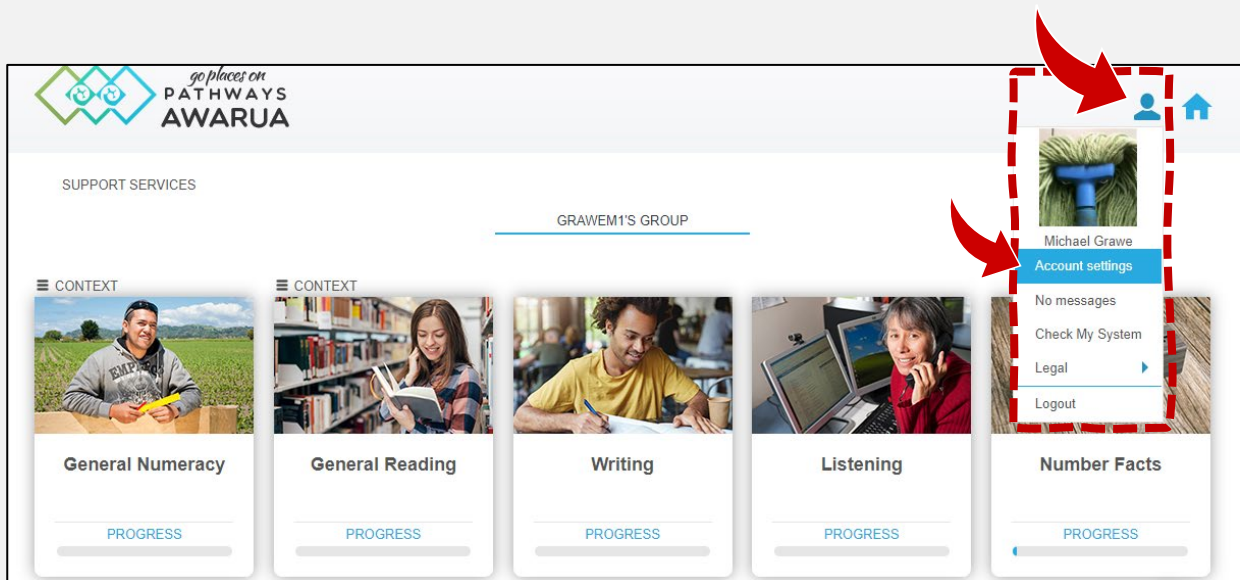 go places on
PATHWAYS
AWARUA
SUPPORT SERVICES
GRAWEM1'S GROUP
Michael Grawe
Account settings
No messages
Check My System
Legal
Logout
CONTEXT
CONTEXT
General Numeracy
General Reading
Writing
Listening
Number Facts
PROGRESS
PROGRESS
PROGRESS
PROGRESS
PROGRESS